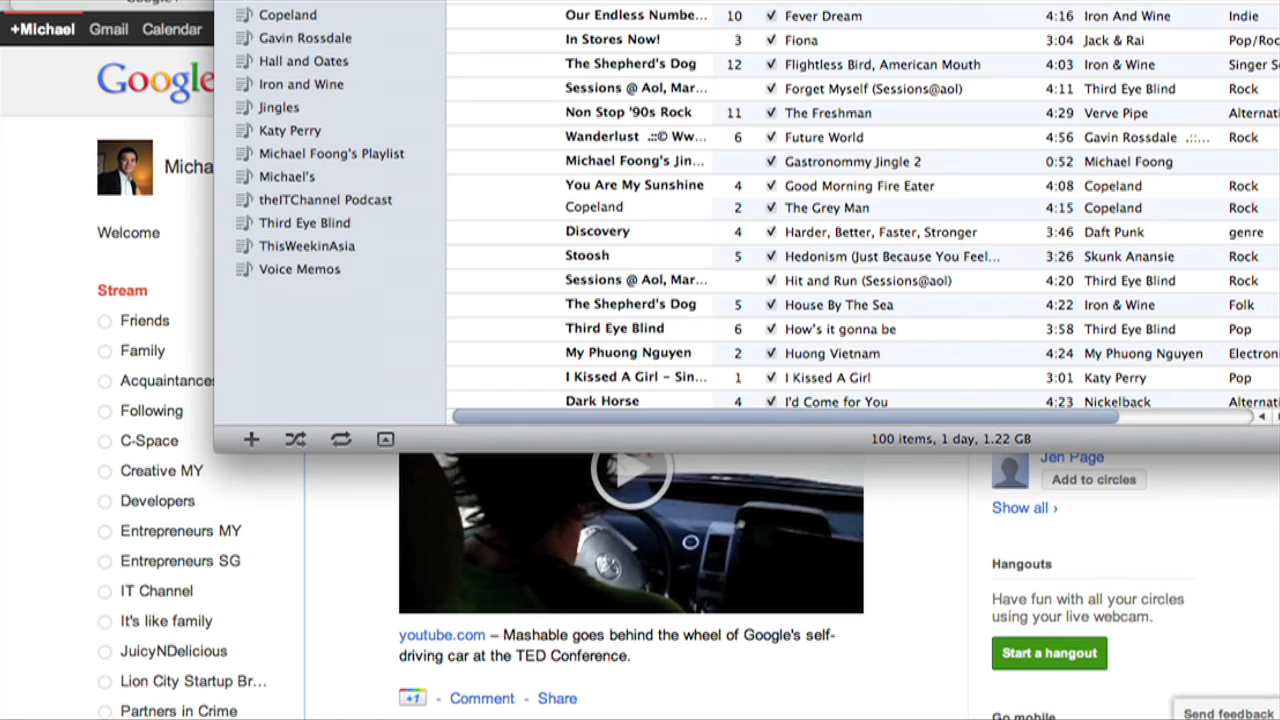 +Michael Gmail Calendar
Google
Micha
Welcome
Stream
Friends
Family
Acquaintance
Following
C-Space
Creative MY
Developers
Entrepreneurs MY
Entrepreneurs SG
IT Channel
It's like family
JuicyNDelicious
Lion City Startup Br...
Partners in Crime
Copeland
Gavin Rossdale
Hall and Oates
Iron and Wine
Jingles
Katy Perry
Michael Foong's Playlist
Michael's
theITChannel Podcast
Third Eye Blind
ThisWeekinAsia
Voice Memos
Our Endless Numbe... 10 Fever Dream 4:16 Iron And Wine Indie
In Stores Now! 3 Fiona 3:04 Jack & Rai Pop/Ro
The Shepherd's Dog 12 Flightless Bird, American Mouth 4:03 Iron & Wine Singer S
Sessions @ Aol, Mar... Forget Myself (Sessions@aol) 4:11 Third Eye Blind Rock
Non Stop '90s Rock 11 The Freshman 4:29 Verve Pipe Alternat
Wanderlust .::© Ww... 6 Future World 4:56 Gavin Rossdale .::... Rock
Michael Foong's Jin... Gastronommy Jingle 2 0:52 Michael Foong
You Are My Sunshine 4 Good Morning Fire Eater 4:08 Copeland Rock
Copeland 2 The Grey Man 4:15 Copeland Rock
Discovery 4 Harder, Better, Faster, Stronger 3:46 Daft Punk genre
Stoosh 5 Hedonism (Just Because You Feel... 3:26 Skunk Anansie Rock
Sessions @ Aol, Mar... Hit and Run (Sessions@aol) 4:20 Third Eye Blind Rock
The Shepherd's Dog 5 House By The Sea 4:22 Iron & Wine Folk
Third Eye Blind 6 How's it gonna be 3:58 Third Eye Blind Pop
My Phuong Nguyen 2 Huong Vietnam 4:24 My Phuong Nguyen Electron
I Kissed A Girl – Sin... 1 I Kissed A Girl 3:01 Katy Perry Pop
Dark Horse 4 I'd Come for You 4:23 Nickelback Alternat
100 items, 1 day, 1.22 GB
youtube.com – Mashable goes behind the wheel of Google's self-
driving car at the TED Conference.
+1 - Comment - Share
Jen Page
Add to circles
Show all ›
Hangouts
Have fun with all your circles
using your live webcam.
Start a hangout
Go mobile
Send feedback